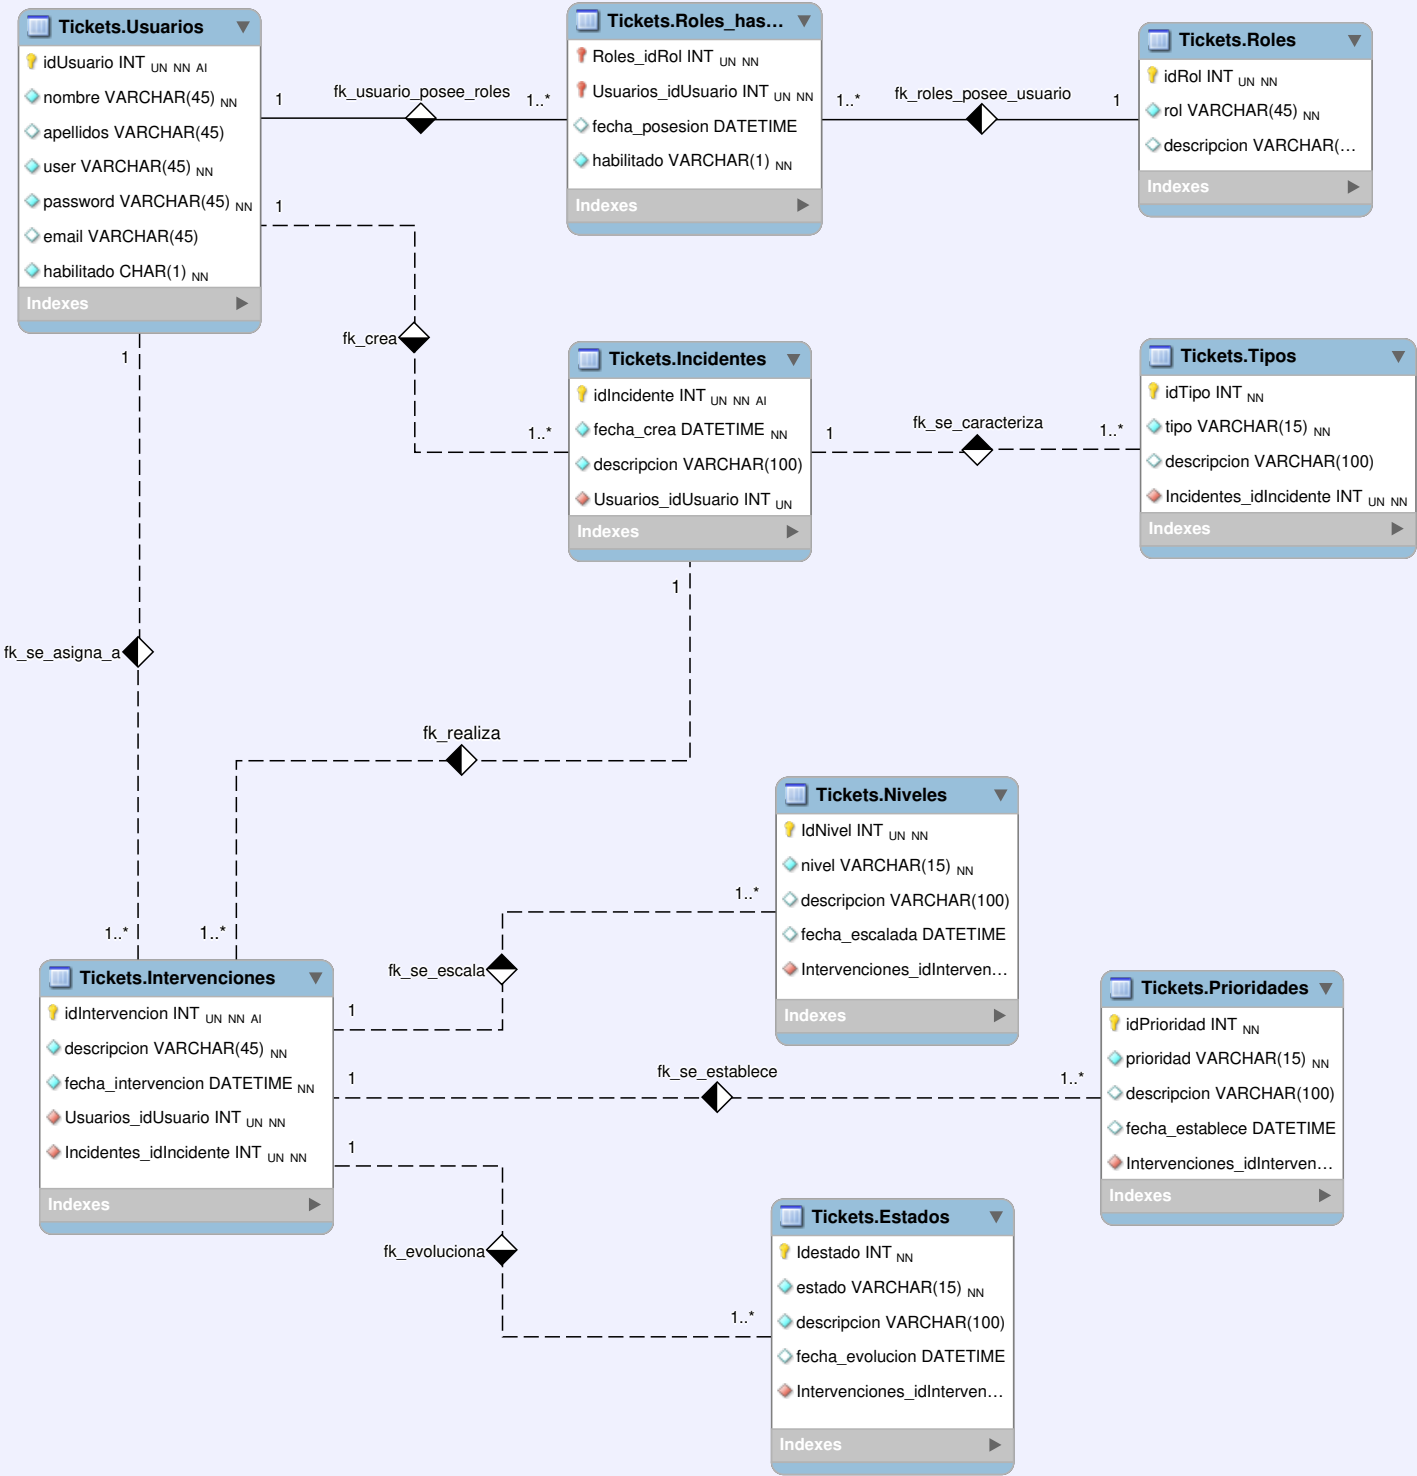 Tickets.Usuarios
idUsuario INT UN NN AI
nombre VARCHAR(45) NN
apellidos VARCHAR(45)
user VARCHAR(45) NN
password VARCHAR(45) NN
email VARCHAR(45)
habilitado CHAR(1) NN
Indexes
1
fk_usuario_posee_roles
1..*
Tickets.Roles_has...
Roles_idRol INT UN NN
Usuarios_idUsuario INT UN NN
fecha_posesion DATETIME
habilitado VARCHAR(1) NN
Indexes
1..*
fk_roles_posee_usuario
1
Tickets.Roles
idRol INT UN NN
rol VARCHAR(45) NN
descripcion VARCHAR(...
Indexes
1
fk_crea
1..*
Tickets.Incidentes
idIncidente INT UN NN AI
fecha_crea DATETIME NN
descripcion VARCHAR(100)
Usuarios_idUsuario INT UN
Indexes
1
fk_se_caracteriza
1..*
Tickets.Tipos
idTipo INT NN
tipo VARCHAR(15) NN
descripcion VARCHAR(100)
Incidentes_idIncidente INT UN NN
Indexes
1
fk_se_asigna_a
1..*
1
fk_realiza
1..*
Tickets.Niveles
IdNivel INT UN NN
nivel VARCHAR(15) NN
descripcion VARCHAR(100)
fecha_escalada DATETIME
Intervenciones_idInterven...
Indexes
Tickets.Intervenciones
idIntervencion INT UN NN AI
descripcion VARCHAR(45) NN
fecha_intervencion DATETIME NN
Usuarios_idUsuario INT UN NN
Incidentes_idIncidente INT UN NN
Indexes
1
fk_se_escala
1..*
1
fk_se_establece
1..*
Tickets.Prioridades
idPrioridad INT NN
prioridad VARCHAR(15) NN
descripcion VARCHAR(100)
fecha_establece DATETIME
Intervenciones_idInterven...
Indexes
1
fk_evoluciona
1..*
Tickets.Estados
Idestado INT NN
estado VARCHAR(15) NN
descripcion VARCHAR(100)
fecha_evolucion DATETIME
Intervenciones_idInterven...
Indexes